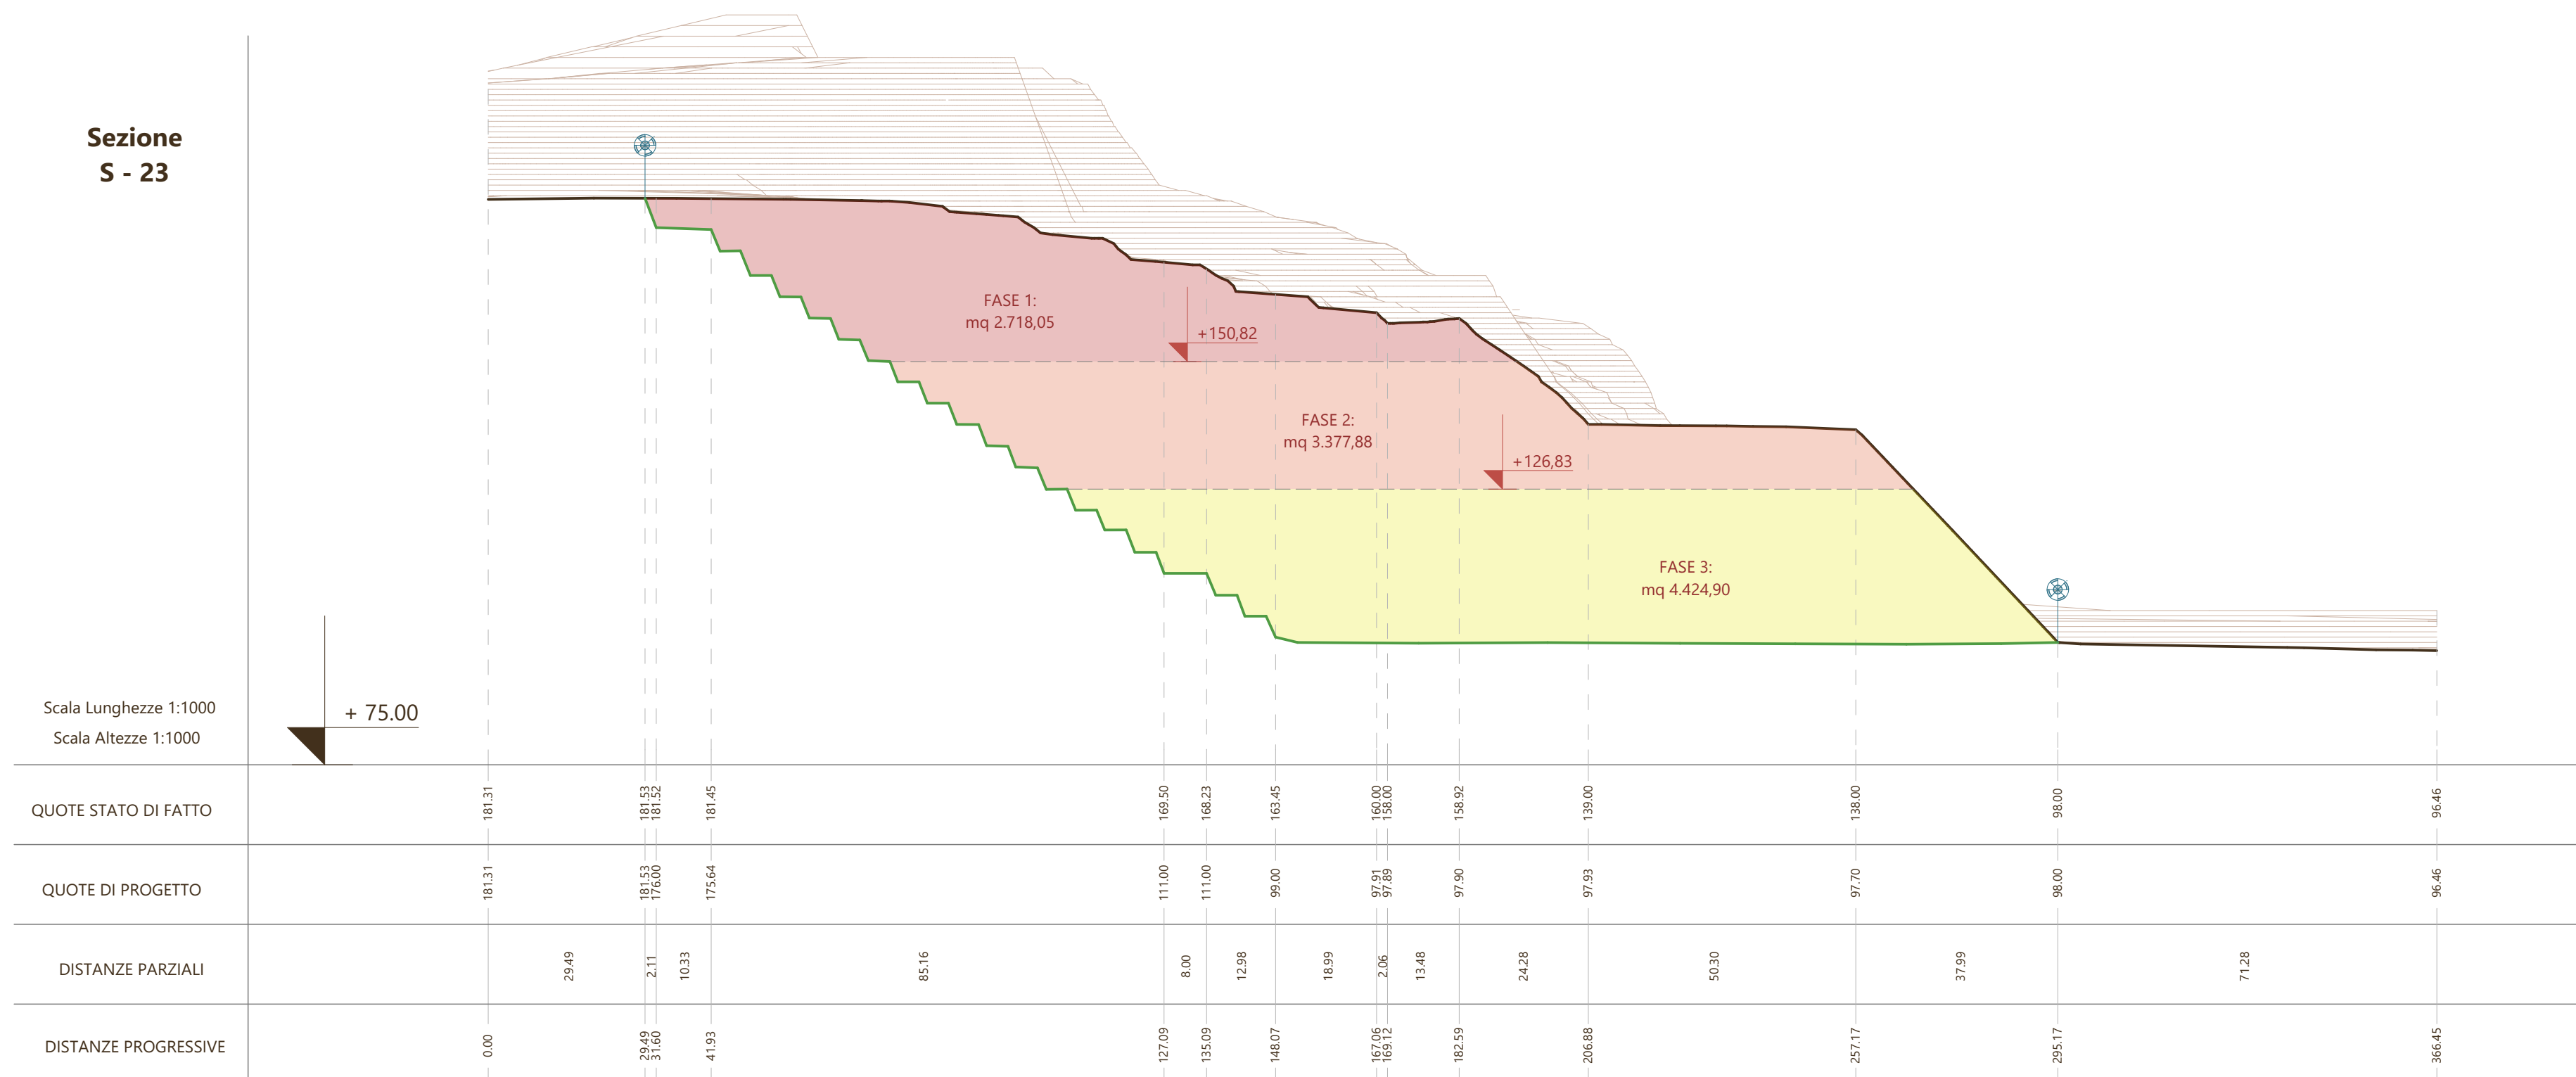 Sezione
S - 23
FASE 1:
mq 2.718,05
+150,82
FASE 2:
mq 3.377,88
+126,83
FASE 3:
mq 4.424,90
Scala Lunghezze 1:1000
Scala Altezze 1:1000
+ 75.00
QUOTE STATO DI FATTO
181.31 181.53 181.52 181.45 169.50 168.23 163.45 160.00 158.00 158.92 139.00 138.00 98.00 96.46
QUOTE DI PROGETTO
181.31 181.53 176.00 175.64 111.00 111.00 99.00 97.91 97.89 97.90 97.93 97.70 98.00 96.46
DISTANZE PARZIALI
29.49 2.11 10.33 85.16 8.00 12.98 18.99 2.06 13.48 24.28 50.30 37.99 71.28
DISTANZE PROGRESSIVE
0.00 29.49 31.60 41.93 127.09 135.09 148.07 167.06 169.12 182.59 206.88 257.17 295.17 366.45